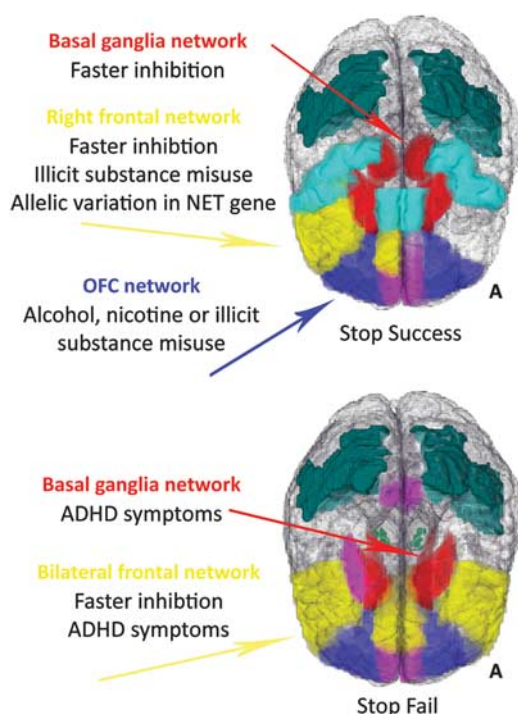 Basal ganglia network
Faster inhibition
Right frontal network
Faster inhibtion
Illicit substance misuse
Allelic variation in NET gene
OFC network
Alcohol, nicotine or illicit
substance misuse
A
Stop Success
Basal ganglia network
ADHD symptoms
Bilateral frontal network
Faster inhibtion
ADHD symptoms
A
Stop Fail